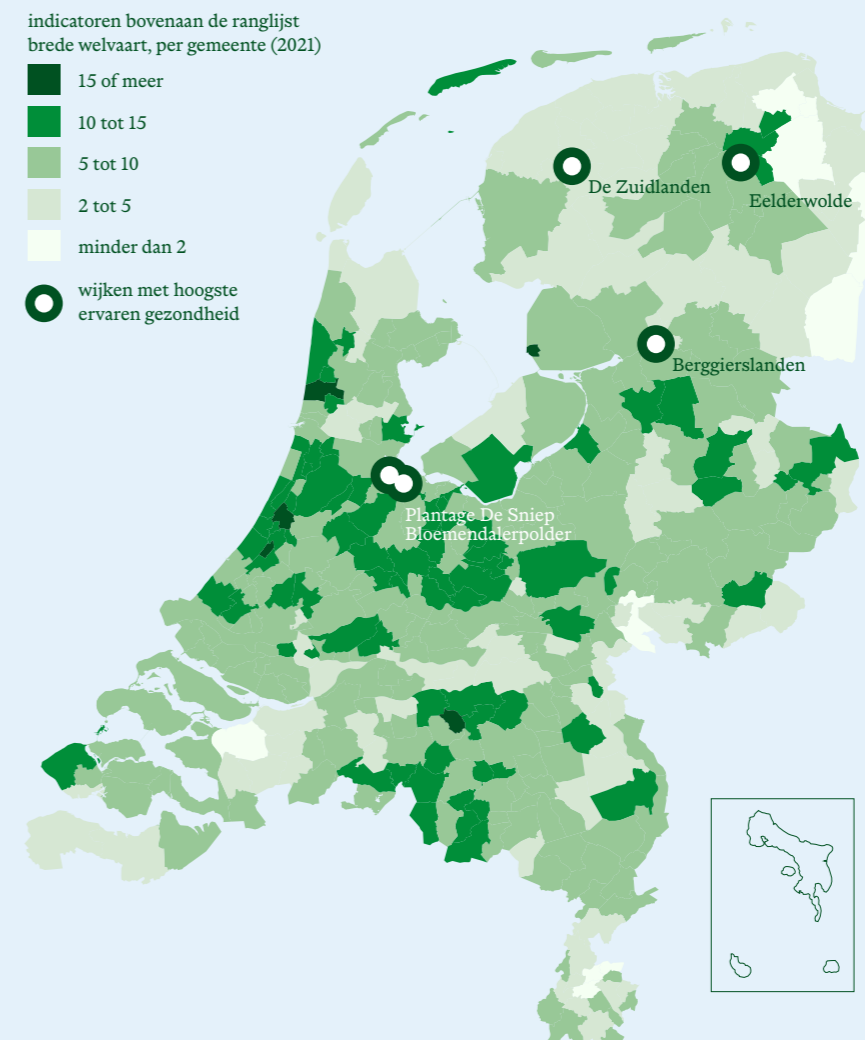 indicatoren bovenaan de ranglijst
brede welvaart, per gemeente (2021)
15 of meer
10 tot 15
5 tot 10
2 tot 5
minder dan 2
wijken met hoogste
ervaren gezondheid
De Zuidlanden
Eelderwolde
Berggierslanden
Plantage De Sniep
Bloemendalerpolder